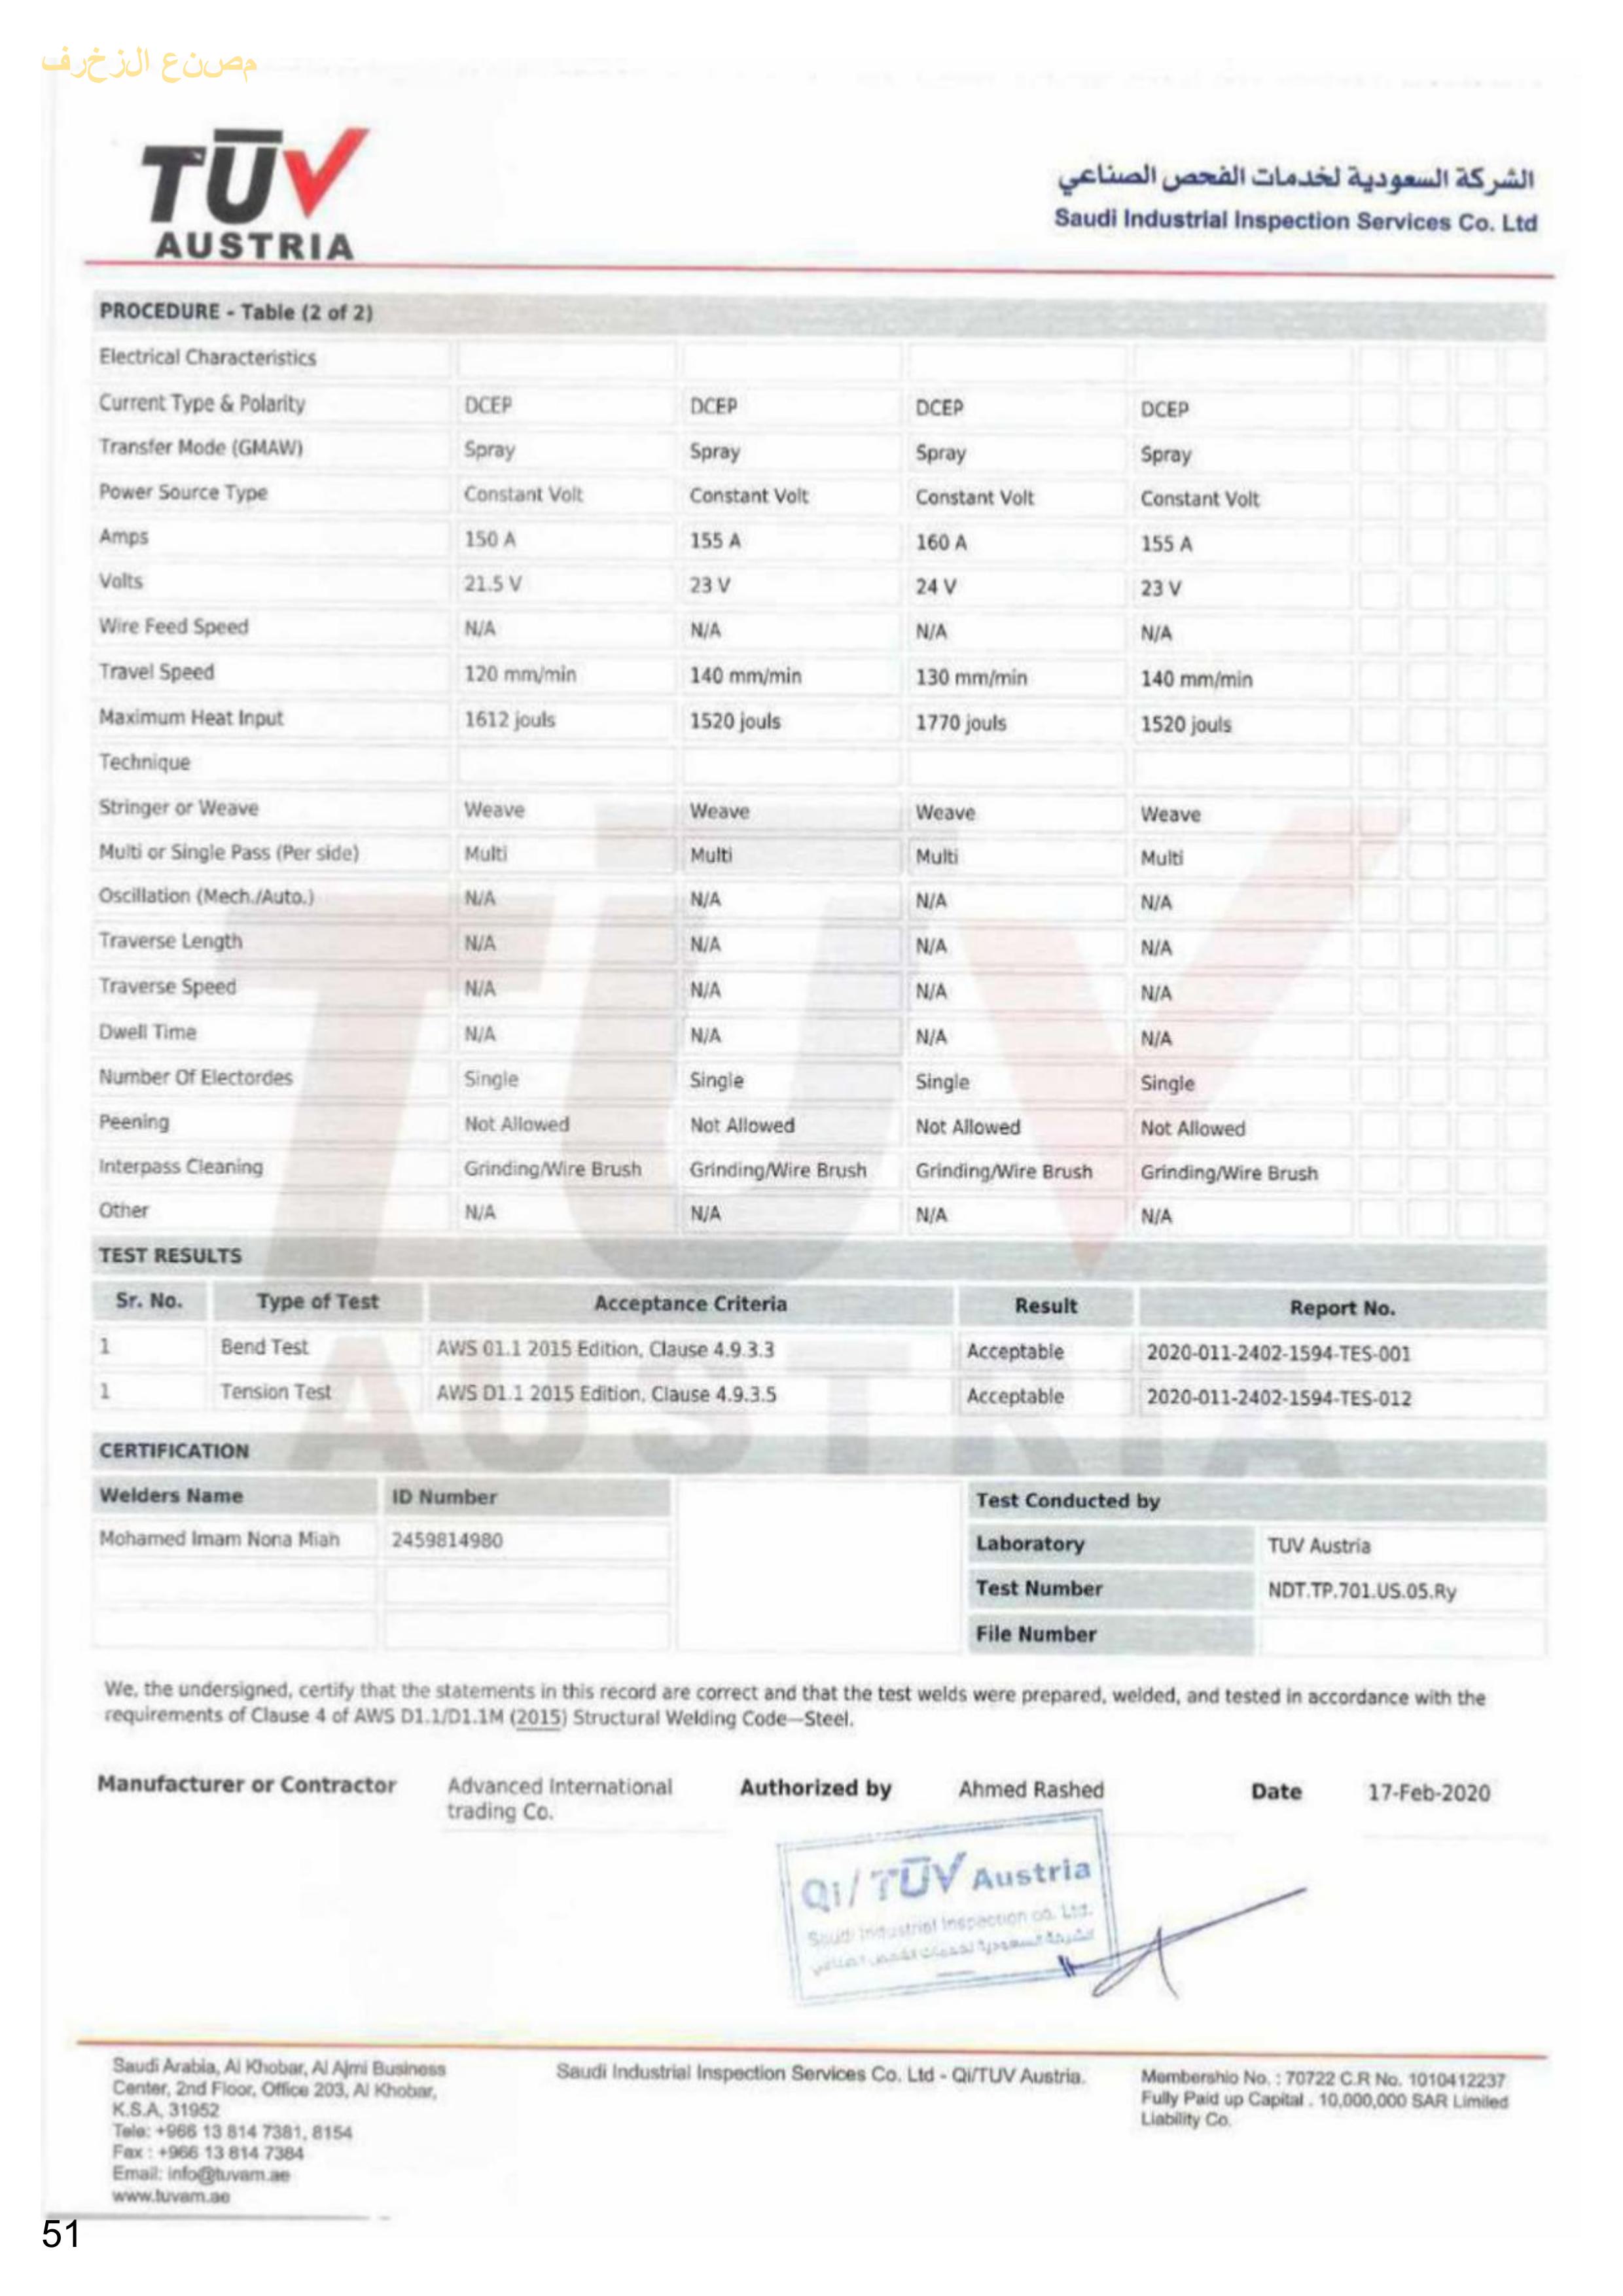 مصنع الزخرف
TÜV
AUSTRIA
الشركة السعودية لخدمات الفحص الصناعي
Saudi Industrial Inspection Services Co. Ltd
PROCEDURE - Table (2 of 2)
Electrical Characteristics
Current Type & Polarity DCEP DCEP DCEP DCEP
Transfer Mode (GMAW) Spray Spray Spray Spray
Power Source Type Constant Volt Constant Volt Constant Volt Constant Volt
Amps 150 A 155 A 160 A 155 A
Volts 21.5 V 23 V 24 V 23 V
Wire Feed Speed N/A N/A N/A N/A
Travel Speed 120 mm/min 140 mm/min 130 mm/min 140 mm/min
Maximum Heat Input 1612 jouls 1520 jouls 1770 jouls 1520 jouls
Technique
Stringer or Weave Weave Weave Weave Weave
Multi or Single Pass (Per side) Multi Multi Multi Multi
Oscillation (Mech./Auto.) N/A N/A N/A N/A
Traverse Length N/A N/A N/A N/A
Traverse Speed N/A N/A N/A N/A
Dwell Time N/A N/A N/A N/A
Number Of Electordes Single Single Single Single
Peening Not Allowed Not Allowed Not Allowed Not Allowed
Interpass Cleaning Grinding/Wire Brush Grinding/Wire Brush Grinding/Wire Brush Grinding/Wire Brush
Other N/A N/A N/A N/A
TEST RESULTS
Sr. No. Type of Test Acceptance Criteria Result Report No.
1 Bend Test AWS 01.1 2015 Edition, Clause 4.9.3.3 Acceptable 2020-011-2402-1594-TES-001
1 Tension Test AWS D1.1 2015 Edition, Clause 4.9.3.5 Acceptable 2020-011-2402-1594-TES-012
CERTIFICATION
Welders Name ID Number Test Conducted by
Mohamed Imam Nona Miah 2459814980 Laboratory TUV Austria
Test Number NDT.TP.701.US.05.Ry
File Number
We, the undersigned, certify that the statements in this record are correct and that the test welds were prepared, welded, and tested in accordance with the
requirements of Clause 4 of AWS D1.1/D1.1M (2015) Structural Welding Code—Steel.
Manufacturer or Contractor Advanced International Authorized by Ahmed Rashed Date 17-Feb-2020
trading Co.
Qi/ TÜV Austria
Saudi Industrial Inspection co. Ltd.
الشركة السعودية لخدمات الفحص الصناعي
Saudi Arabia, Al Khobar, Al Ajmi Business
Center, 2nd Floor, Office 203, Al Khobar,
K.S.A, 31952
Tele: +966 13 814 7381, 8154
Fax : +966 13 814 7384
Email: info@tuvam.ae
www.tuvam.ae
Saudi Industrial Inspection Services Co. Ltd - Qi/TUV Austria.
Membershio No. : 70722 C.R No. 1010412237
Fully Paid up Capital . 10,000,000 SAR Limited
Liability Co.
51